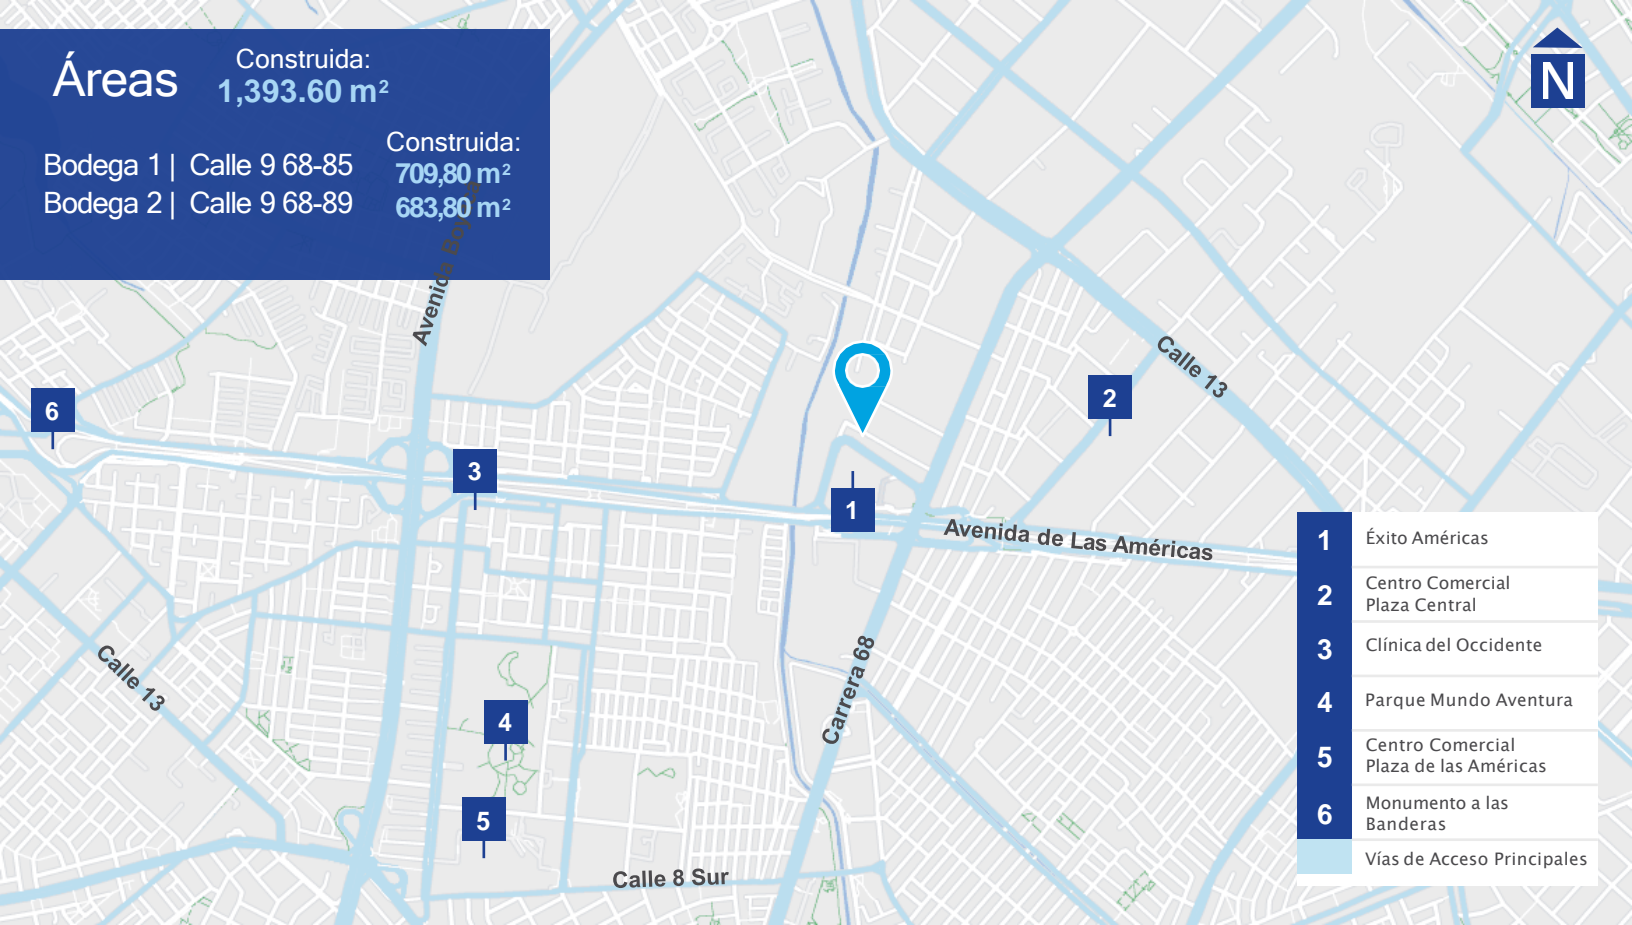 Áreas
Construida:
1,393.60 m²
Construida:
Bodega 1 | Calle 9 68-85
709,80 m²
Bodega 2 | Calle 9 68-89
683,80 m²
N
Avenida
Calle 13
6
2
3
1
Avenida de Las Américas
Carrera 68
Calle 13
4
5
Calle 8 Sur
1 Éxito Américas
2 Centro Comercial
Plaza Central
3 Clínica del Occidente
4 Parque Mundo Aventura
5 Centro Comercial
Plaza de las Américas
6 Monumento a las
Banderas
Vías de Acceso Principales